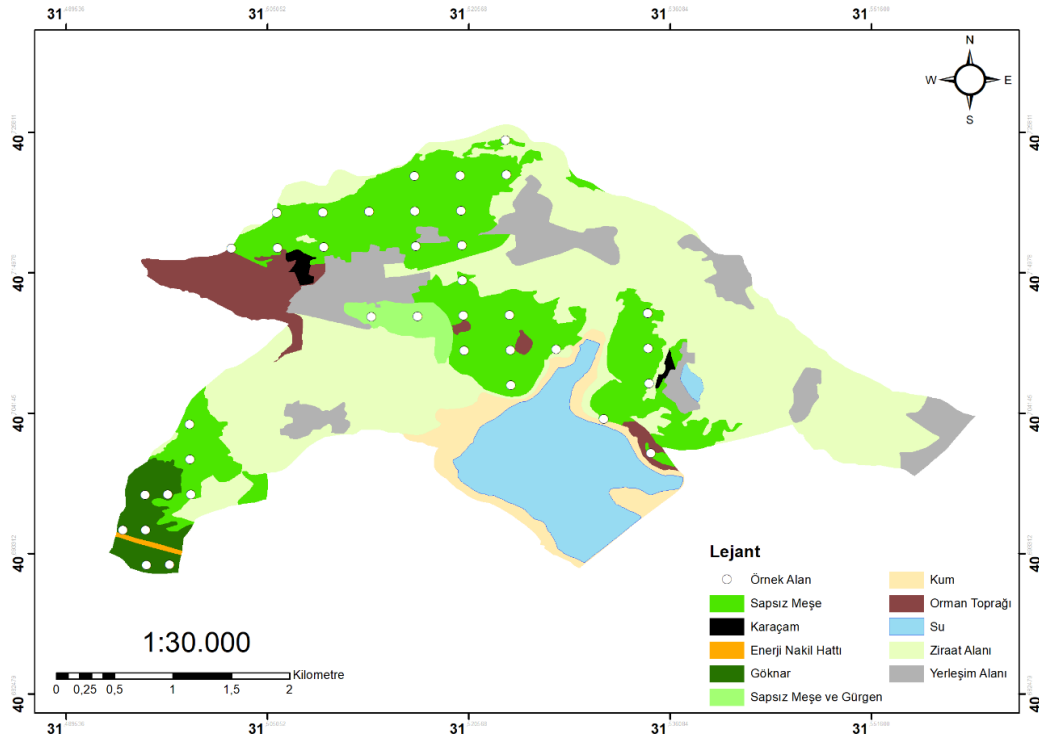 31 31 31 31 31
N
W E
S
40 40
40 40
40 40
40 40
40 40
1:30.000
Kilometre
0 0,25 0,5 1 1,5 2
Lejant
Örnek Alan
Sapsız Meşe
Karaçam
Enerji Nakil Hattı
Göknar
Sapsız Meşe ve Gürgen
Kum
Orman Toprağı
Su
Ziraat Alanı
Yerleşim Alanı
31 31 31 31 31